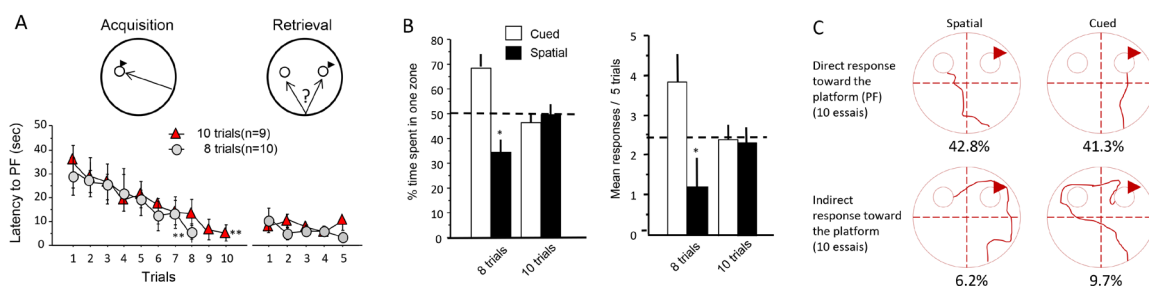 A
Acquisition
Retrieval
?
10 trials(n=9)
8 trials(n=10)
Latency to PF (sec)
50
40
30
20
10
0
**
**
1 2 3 4 5 6 7 8 9 10
1 2 3 4 5
Trials
B
Cued
Spatial
% time spent in one zone
80
70
60
50
40
30
20
10
0
*
8 trials
10 trials
Mean responses / 5 trials
5
4
3
2
1
0
*
8 trials
10 trials
C
Spatial
Cued
Direct response
toward the
platform (PF)
(10 essais)
42.8%
41.3%
Indirect
response toward
the platform
(10 essais)
6.2%
9.7%